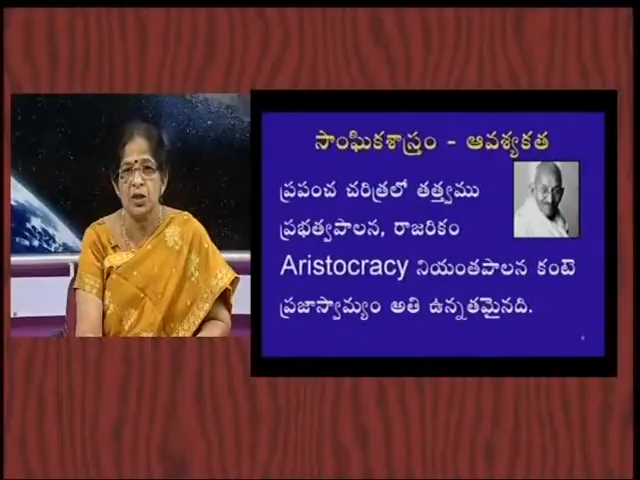 సాంఘికశాస్త్రం - ఆవశ్యకత
ప్రపంచ చరిత్రలో తత్త్వము
ప్రభత్వపాలన, రాజరికం
Aristocracy నియంతపాలన కంటె
ప్రజాస్వామ్యం అతి ఉన్నతమైనది.